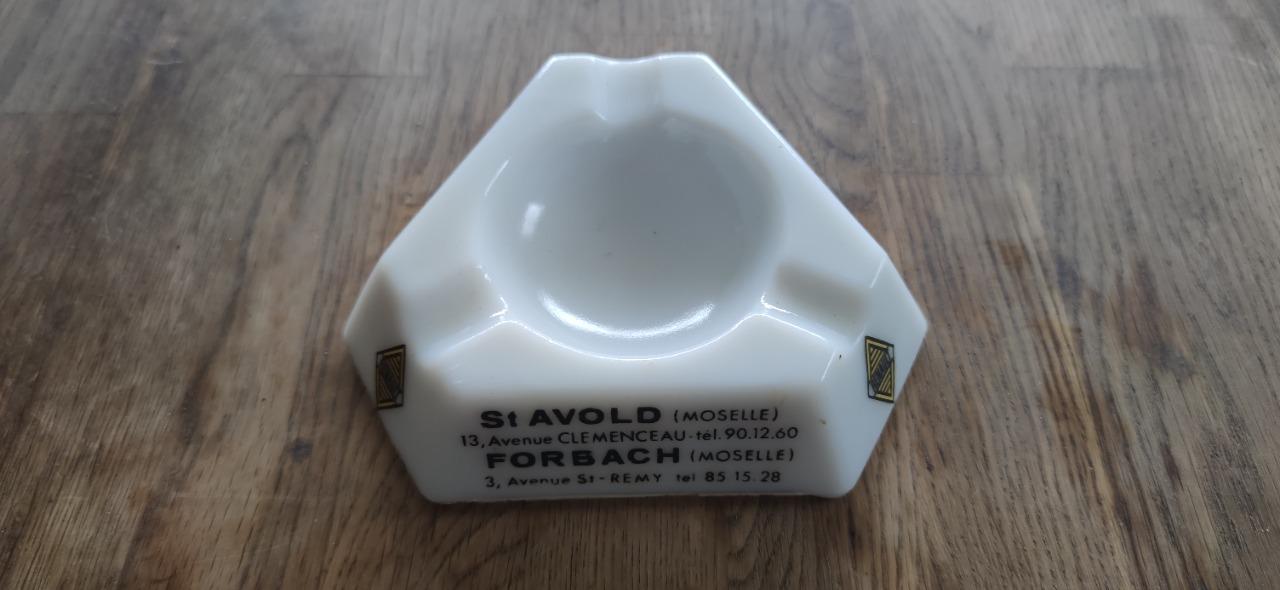 St AVOLD (MOSELLE)
13, Avenue CLEMENCEAU - tél. 90.12.60
FORBACH (MOSELLE)
3, Avenue St-REMY tel 85 15.28